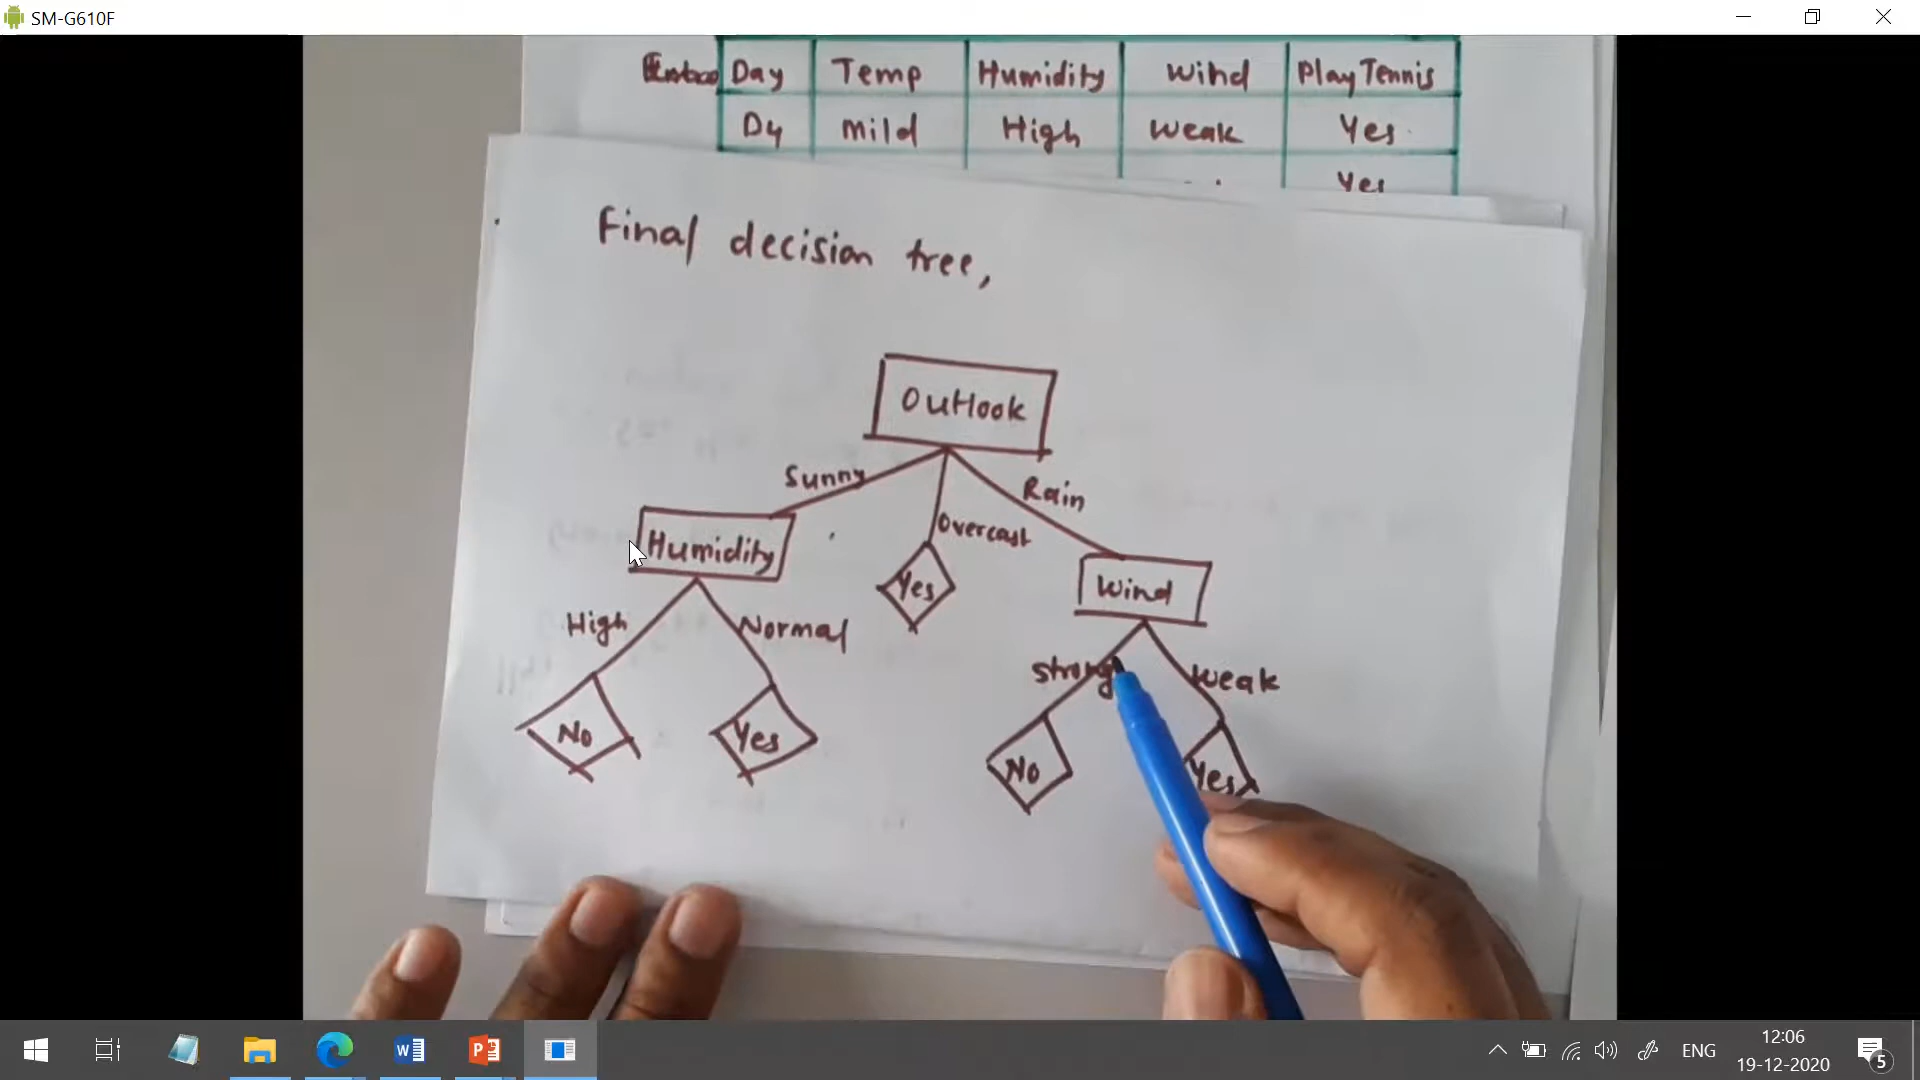 SM-G610F
Day Temp Humidity Wind Play Tennis
D4 Mild High Weak Yes
Yes
Final decision tree,
Outlook
Sunny
Rain
Overcast
Humidity
Yes
Wind
High
Normal
Strong
Weak
No
Yes
No
Yes
12:06
ENG
19-12-2020
5